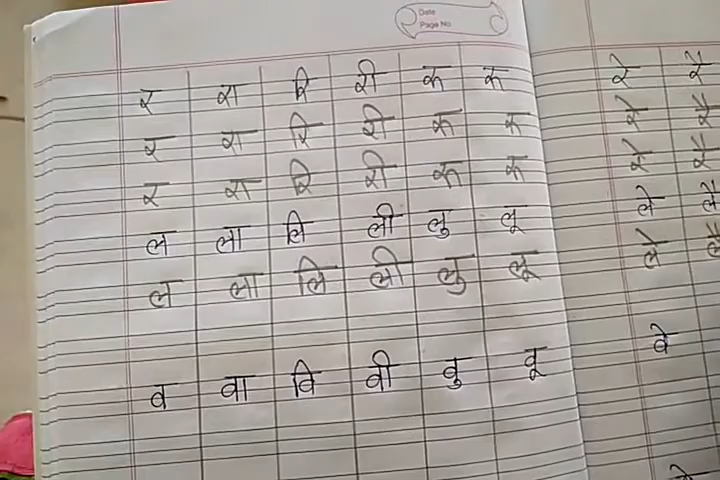 Date
Page No
र रा रि री रु रू रे रै
र रा रि री रु रू रे रै
र रा रि री रु रू रे रै
ल ला लि ली लु लू ले लै
ल ला लि ली लु लू ले लै
व वा वि वी वु वू वे